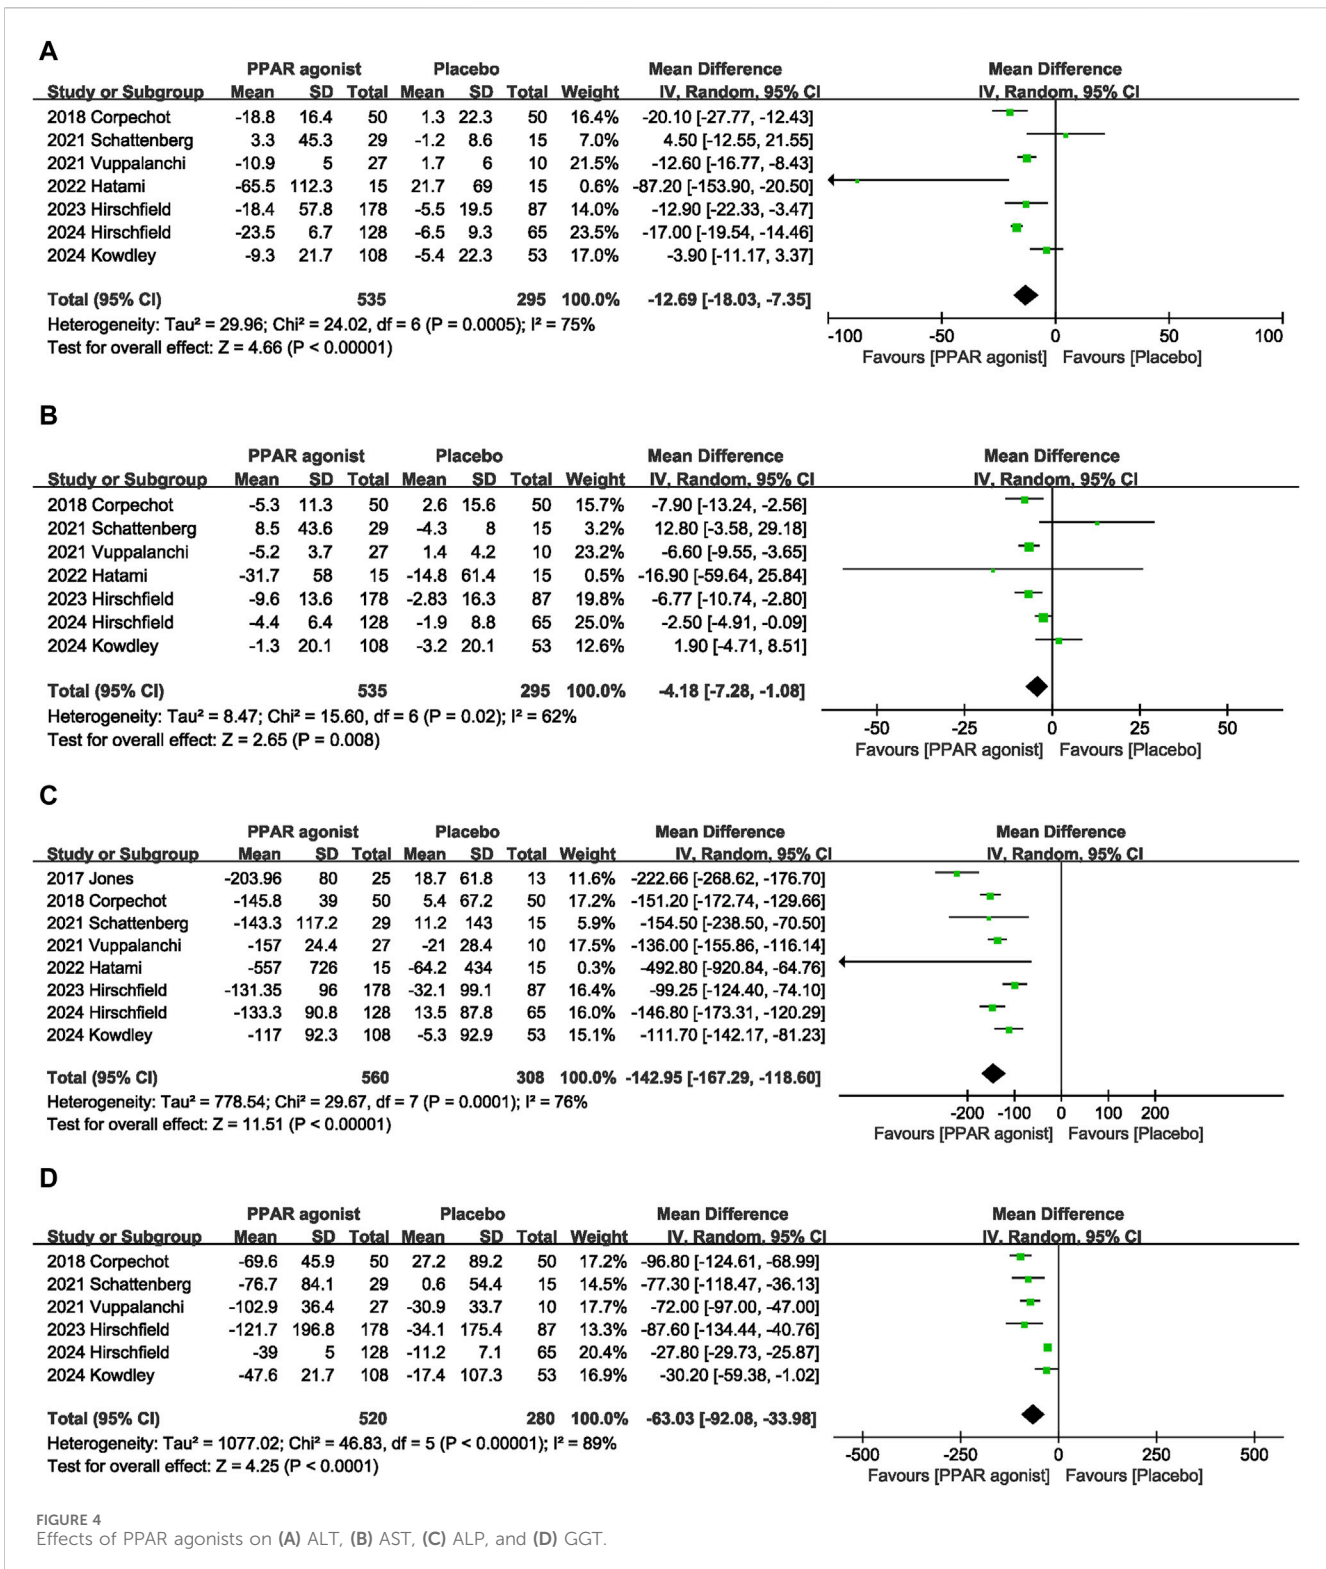 A
PPAR agonist Placebo Mean Difference Mean Difference
Study or Subgroup Mean SD Total Mean SD Total Weight IV, Random, 95% CI IV, Random, 95% CI
2018 Corpechot -18.8 16.4 50 1.3 22.3 50 16.4% -20.10 [-27.77, -12.43]
2021 Schattenberg 3.3 45.3 29 -1.2 8.6 15 7.0% 4.50 [-12.55, 21.55]
2021 Vuppalanchi -10.9 5 27 1.7 6 10 21.5% -12.60 [-16.77, -8.43]
2022 Hatami -65.5 112.3 15 21.7 69 15 0.6% -87.20 [-153.90, -20.50]
2023 Hirschfield -18.4 57.8 178 -5.5 19.5 87 14.0% -12.90 [-22.33, -3.47]
2024 Hirschfield -23.5 6.7 128 -6.5 9.3 65 23.5% -17.00 [-19.54, -14.46]
2024 Kowdley -9.3 21.7 108 -5.4 22.3 53 17.0% -3.90 [-11.17, 3.37]
Total (95% CI) 535 295 100.0% -12.69 [-18.03, -7.35]
Heterogeneity: Tau² = 29.96; Chi² = 24.02, df = 6 (P = 0.0005); I² = 75%
Test for overall effect: Z = 4.66 (P < 0.00001)
-100 -50 0 50 100
Favours [PPAR agonist] Favours [Placebo]
B
PPAR agonist Placebo Mean Difference Mean Difference
Study or Subgroup Mean SD Total Mean SD Total Weight IV, Random, 95% CI IV, Random, 95% CI
2018 Corpechot -5.3 11.3 50 2.6 15.6 50 15.7% -7.90 [-13.24, -2.56]
2021 Schattenberg 8.5 43.6 29 -4.3 8 15 3.2% 12.80 [-3.58, 29.18]
2021 Vuppalanchi -5.2 3.7 27 1.4 4.2 10 23.2% -6.60 [-9.55, -3.65]
2022 Hatami -31.7 58 15 -14.8 61.4 15 0.5% -16.90 [-59.64, 25.84]
2023 Hirschfield -9.6 13.6 178 -2.83 16.3 87 19.8% -6.77 [-10.74, -2.80]
2024 Hirschfield -4.4 6.4 128 -1.9 8.8 65 25.0% -2.50 [-4.91, -0.09]
2024 Kowdley -1.3 20.1 108 -3.2 20.1 53 12.6% 1.90 [-4.71, 8.51]
Total (95% CI) 535 295 100.0% -4.18 [-7.28, -1.08]
Heterogeneity: Tau² = 8.47; Chi² = 15.60, df = 6 (P = 0.02); I² = 62%
Test for overall effect: Z = 2.65 (P = 0.008)
-50 -25 0 25 50
Favours [PPAR agonist] Favours [Placebo]
C
PPAR agonist Placebo Mean Difference Mean Difference
Study or Subgroup Mean SD Total Mean SD Total Weight IV, Random, 95% CI IV, Random, 95% CI
2017 Jones -203.96 80 25 18.7 61.8 13 11.6% -222.66 [-268.62, -176.70]
2018 Corpechot -145.8 39 50 5.4 67.2 50 17.2% -151.20 [-172.74, -129.66]
2021 Schattenberg -143.3 117.2 29 11.2 143 15 5.9% -154.50 [-238.50, -70.50]
2021 Vuppalanchi -157 24.4 27 -21 28.4 10 17.5% -136.00 [-155.86, -116.14]
2022 Hatami -557 726 15 -64.2 434 15 0.3% -492.80 [-920.84, -64.76]
2023 Hirschfield -131.35 96 178 -32.1 99.1 87 16.4% -99.25 [-124.40, -74.10]
2024 Hirschfield -133.3 90.8 128 13.5 87.8 65 16.0% -146.80 [-173.31, -120.29]
2024 Kowdley -117 92.3 108 -5.3 92.9 53 15.1% -111.70 [-142.17, -81.23]
Total (95% CI) 560 308 100.0% -142.95 [-167.29, -118.60]
Heterogeneity: Tau² = 778.54; Chi² = 29.67, df = 7 (P = 0.0001); I² = 76%
Test for overall effect: Z = 11.51 (P < 0.00001)
-200 -100 0 100 200
Favours [PPAR agonist] Favours [Placebo]
D
PPAR agonist Placebo Mean Difference Mean Difference
Study or Subgroup Mean SD Total Mean SD Total Weight IV, Random, 95% CI IV, Random, 95% CI
2018 Corpechot -69.6 45.9 50 27.2 89.2 50 17.2% -96.80 [-124.61, -68.99]
2021 Schattenberg -76.7 84.1 29 0.6 54.4 15 14.5% -77.30 [-118.47, -36.13]
2021 Vuppalanchi -102.9 36.4 27 -30.9 33.7 10 17.7% -72.00 [-97.00, -47.00]
2023 Hirschfield -121.7 196.8 178 -34.1 175.4 87 13.3% -87.60 [-134.44, -40.76]
2024 Hirschfield -39 5 128 -11.2 7.1 65 20.4% -27.80 [-29.73, -25.87]
2024 Kowdley -47.6 21.7 108 -17.4 107.3 53 16.9% -30.20 [-59.38, -1.02]
Total (95% CI) 520 280 100.0% -63.03 [-92.08, -33.98]
Heterogeneity: Tau² = 1077.02; Chi² = 46.83, df = 5 (P < 0.00001); I² = 89%
Test for overall effect: Z = 4.25 (P < 0.0001)
-500 -250 0 250 500
Favours [PPAR agonist] Favours [Placebo]
FIGURE 4
Effects of PPAR agonists on (A) ALT, (B) AST, (C) ALP, and (D) GGT.